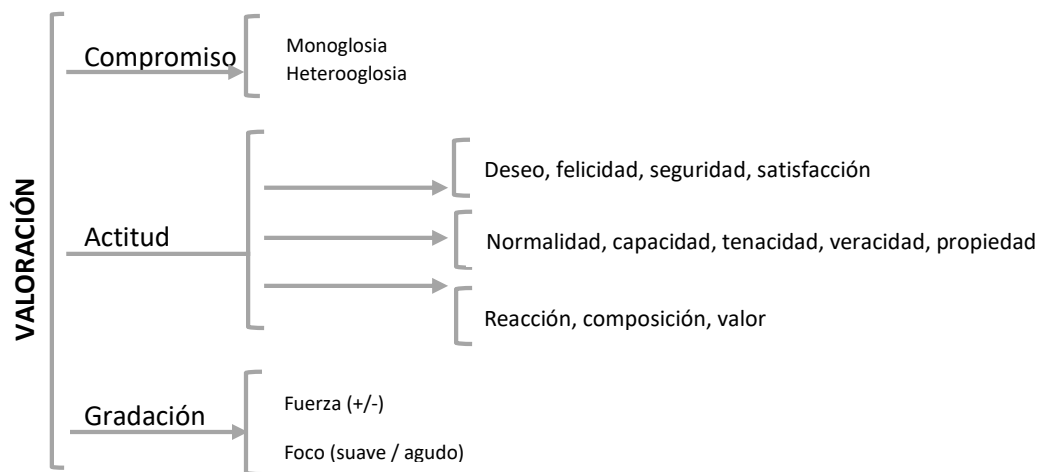 VALORACIÓN
Compromiso
Monoglosia
Heterooglosia
Actitud
Deseo, felicidad, seguridad, satisfacción
Normalidad, capacidad, tenacidad, veracidad, propiedad
Reacción, composición, valor
Gradación
Fuerza (+/-)
Foco (suave / agudo)